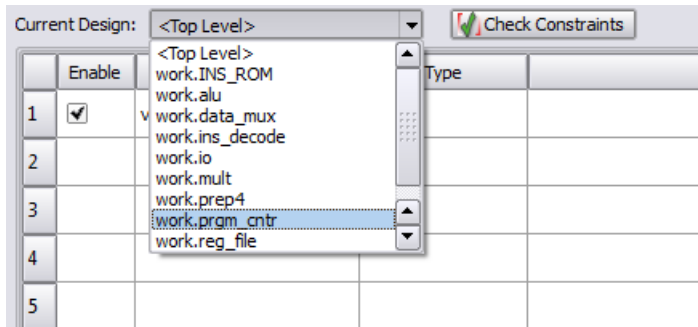 Current Design: <Top Level> Check Constraints
Enable Type
<Top Level>
work.INS_ROM
work.alu
1 v work.data_mux
work.ins_decode
2 work.io
work.mult
work.prep4
3 work.prgm_cntr
work.reg_file
4
5